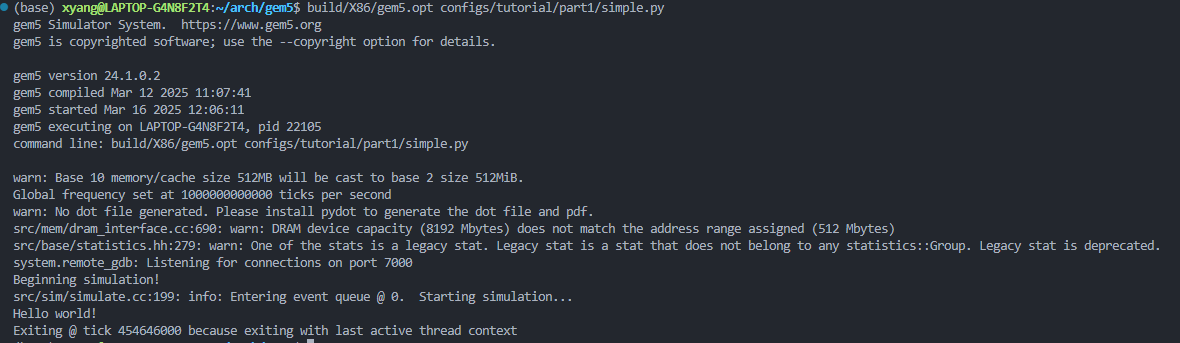 (base) xyang@LAPTOP-G4N8F2T4:~/arch/gem5$ build/X86/gem5.opt configs/tutorial/part1/simple.py
gem5 Simulator System.  https://www.gem5.org
gem5 is copyrighted software; use the --copyright option for details.

gem5 version 24.1.0.2
gem5 compiled Mar 12 2025 11:07:41
gem5 started Mar 16 2025 12:06:11
gem5 executing on LAPTOP-G4N8F2T4, pid 22105
command line: build/X86/gem5.opt configs/tutorial/part1/simple.py

warn: Base 10 memory/cache size 512MB will be cast to base 2 size 512MiB.
Global frequency set at 1000000000000 ticks per second
warn: No dot file generated. Please install pydot to generate the dot file and pdf.
src/mem/dram_interface.cc:690: warn: DRAM device capacity (8192 Mbytes) does not match the address range assigned (512 Mbytes)
src/base/statistics.hh:279: warn: One of the stats is a legacy stat. Legacy stat is a stat that does not belong to any statistics::Group. Legacy stat is deprecated.
system.remote_gdb: Listening for connections on port 7000
Beginning simulation!
src/sim/simulate.cc:199: info: Entering event queue @ 0.  Starting simulation...
Hello world!
Exiting @ tick 454646000 because exiting with last active thread context